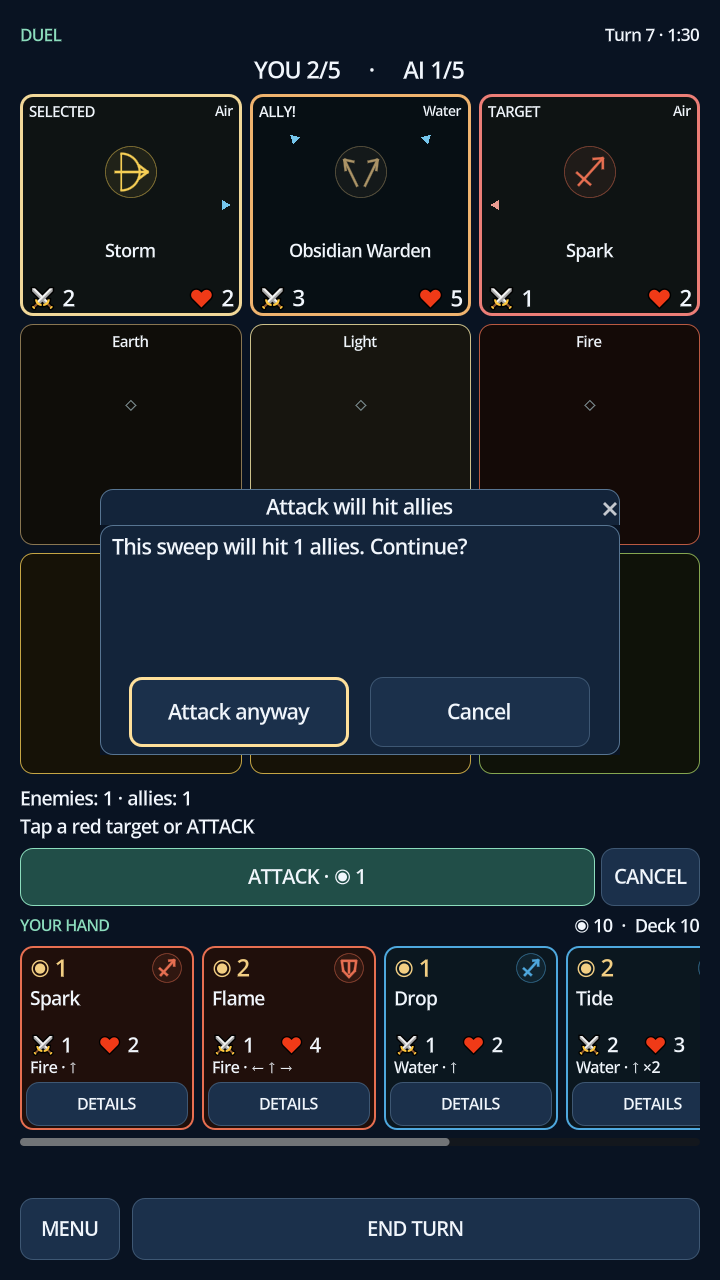 DUEL
Turn 7 · 1:30
YOU 2/5 · AI 1/5
SELECTED Air
ALLY! Water
TARGET Air
Storm
Obsidian Warden
Spark
2 2
3 5
1 2
Earth
Light
Fire
Attack will hit allies
This sweep will hit 1 allies. Continue?
Attack anyway
Cancel
Enemies: 1 · allies: 1
Tap a red target or ATTACK
ATTACK · ◉ 1
CANCEL
YOUR HAND
◉ 10 · Deck 10
◉ 1
Spark
1 2
Fire · ↑
DETAILS
◉ 2
Flame
1 4
Fire · ← ↑ →
DETAILS
◉ 1
Drop
1 2
Water · ↑
DETAILS
◉ 2
Tide
2 3
Water · ↑ ×2
DETAILS
MENU
END TURN